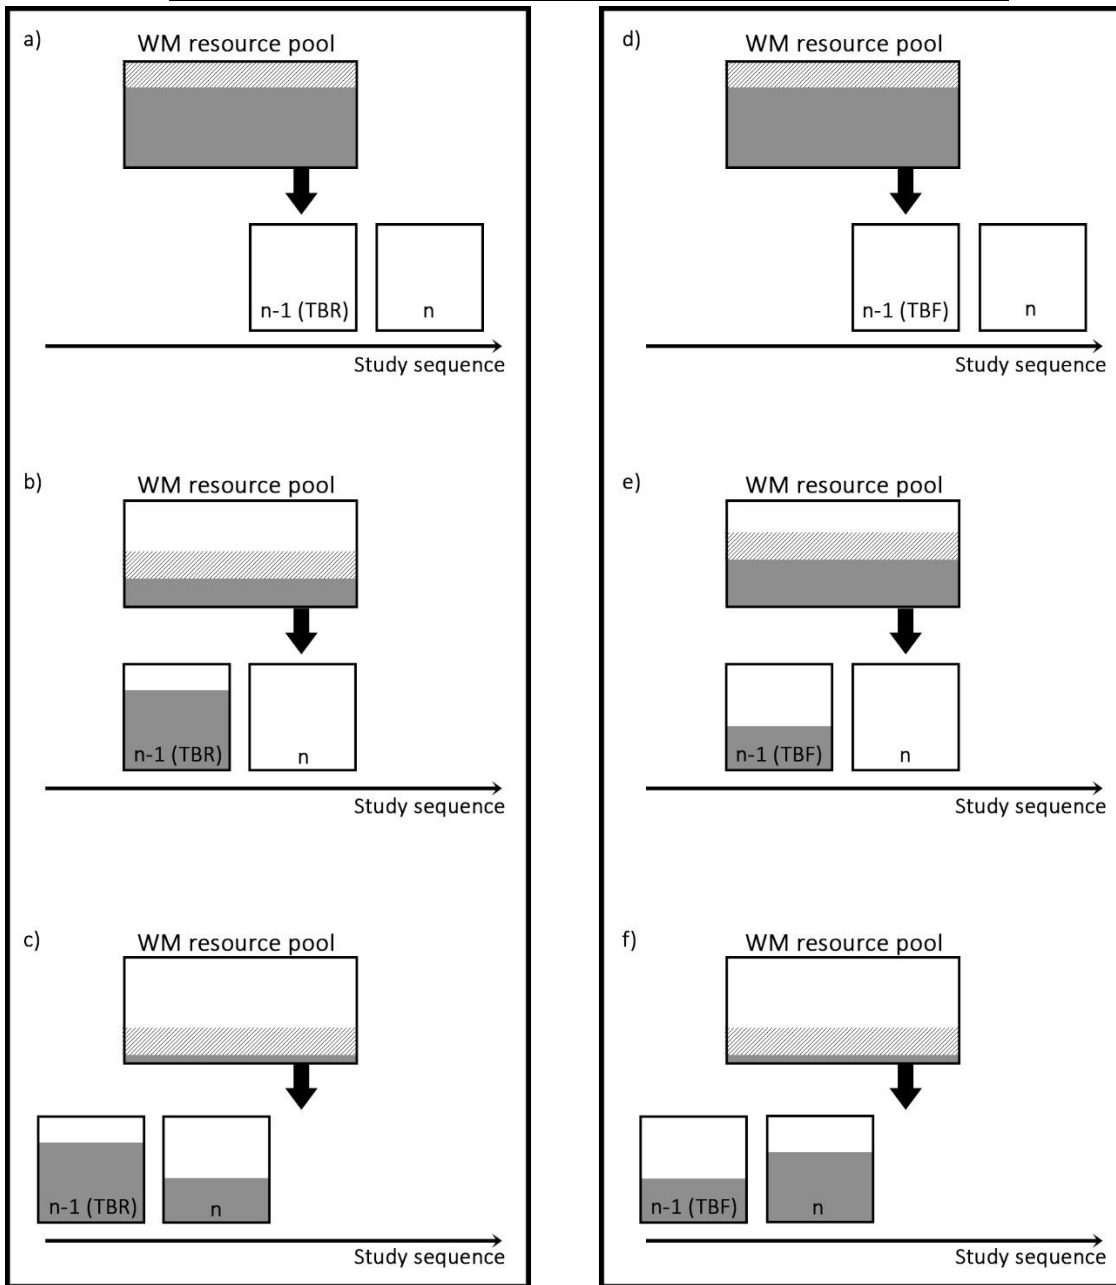 a)
WM resource pool
n-1 (TBR)
n
Study sequence
b)
WM resource pool
n-1 (TBR)
n
Study sequence
c)
WM resource pool
n-1 (TBR)
n
Study sequence
d)
WM resource pool
n-1 (TBF)
n
Study sequence
e)
WM resource pool
n-1 (TBF)
n
Study sequence
f)
WM resource pool
n-1 (TBF)
n
Study sequence